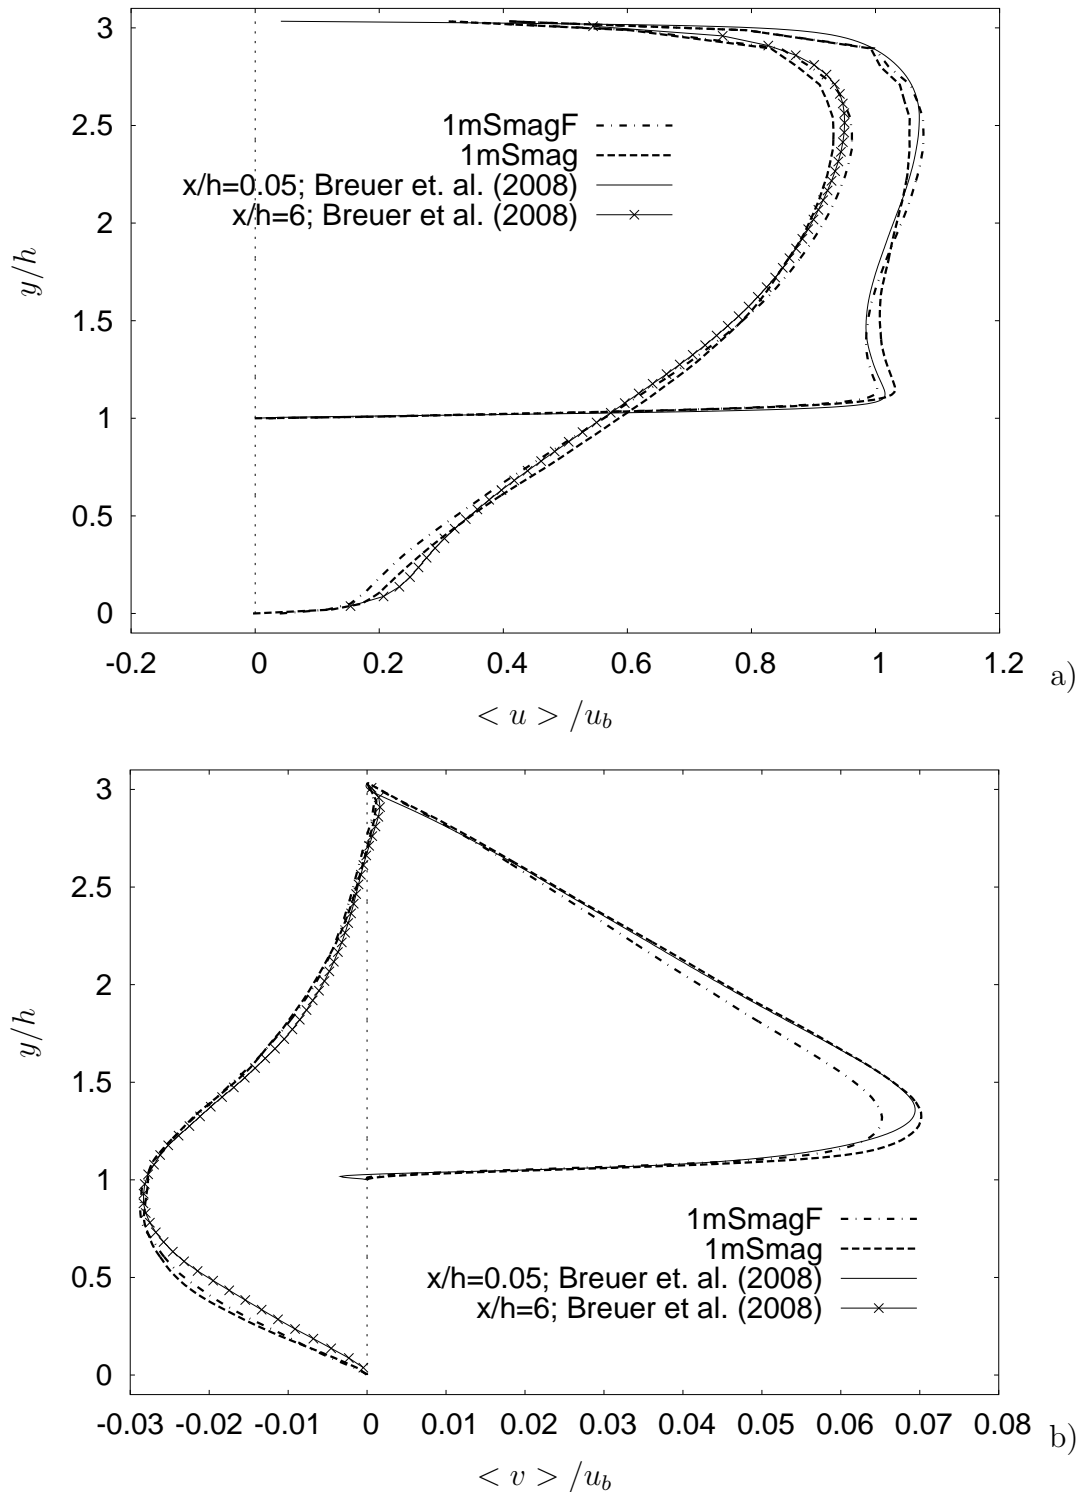 3
2.5
2
1.5
1
0.5
0
y/h
1mSmagF
1mSmag
x/h=0.05; Breuer et. al. (2008)
x/h=6; Breuer et al. (2008)
-0.2 0 0.2 0.4 0.6 0.8 1 1.2
a)
< u > /u_b
3
2.5
2
1.5
1
0.5
0
y/h
1mSmagF
1mSmag
x/h=0.05; Breuer et. al. (2008)
x/h=6; Breuer et al. (2008)
-0.03 -0.02 -0.01 0 0.01 0.02 0.03 0.04 0.05 0.06 0.07 0.08
b)
< v > /u_b